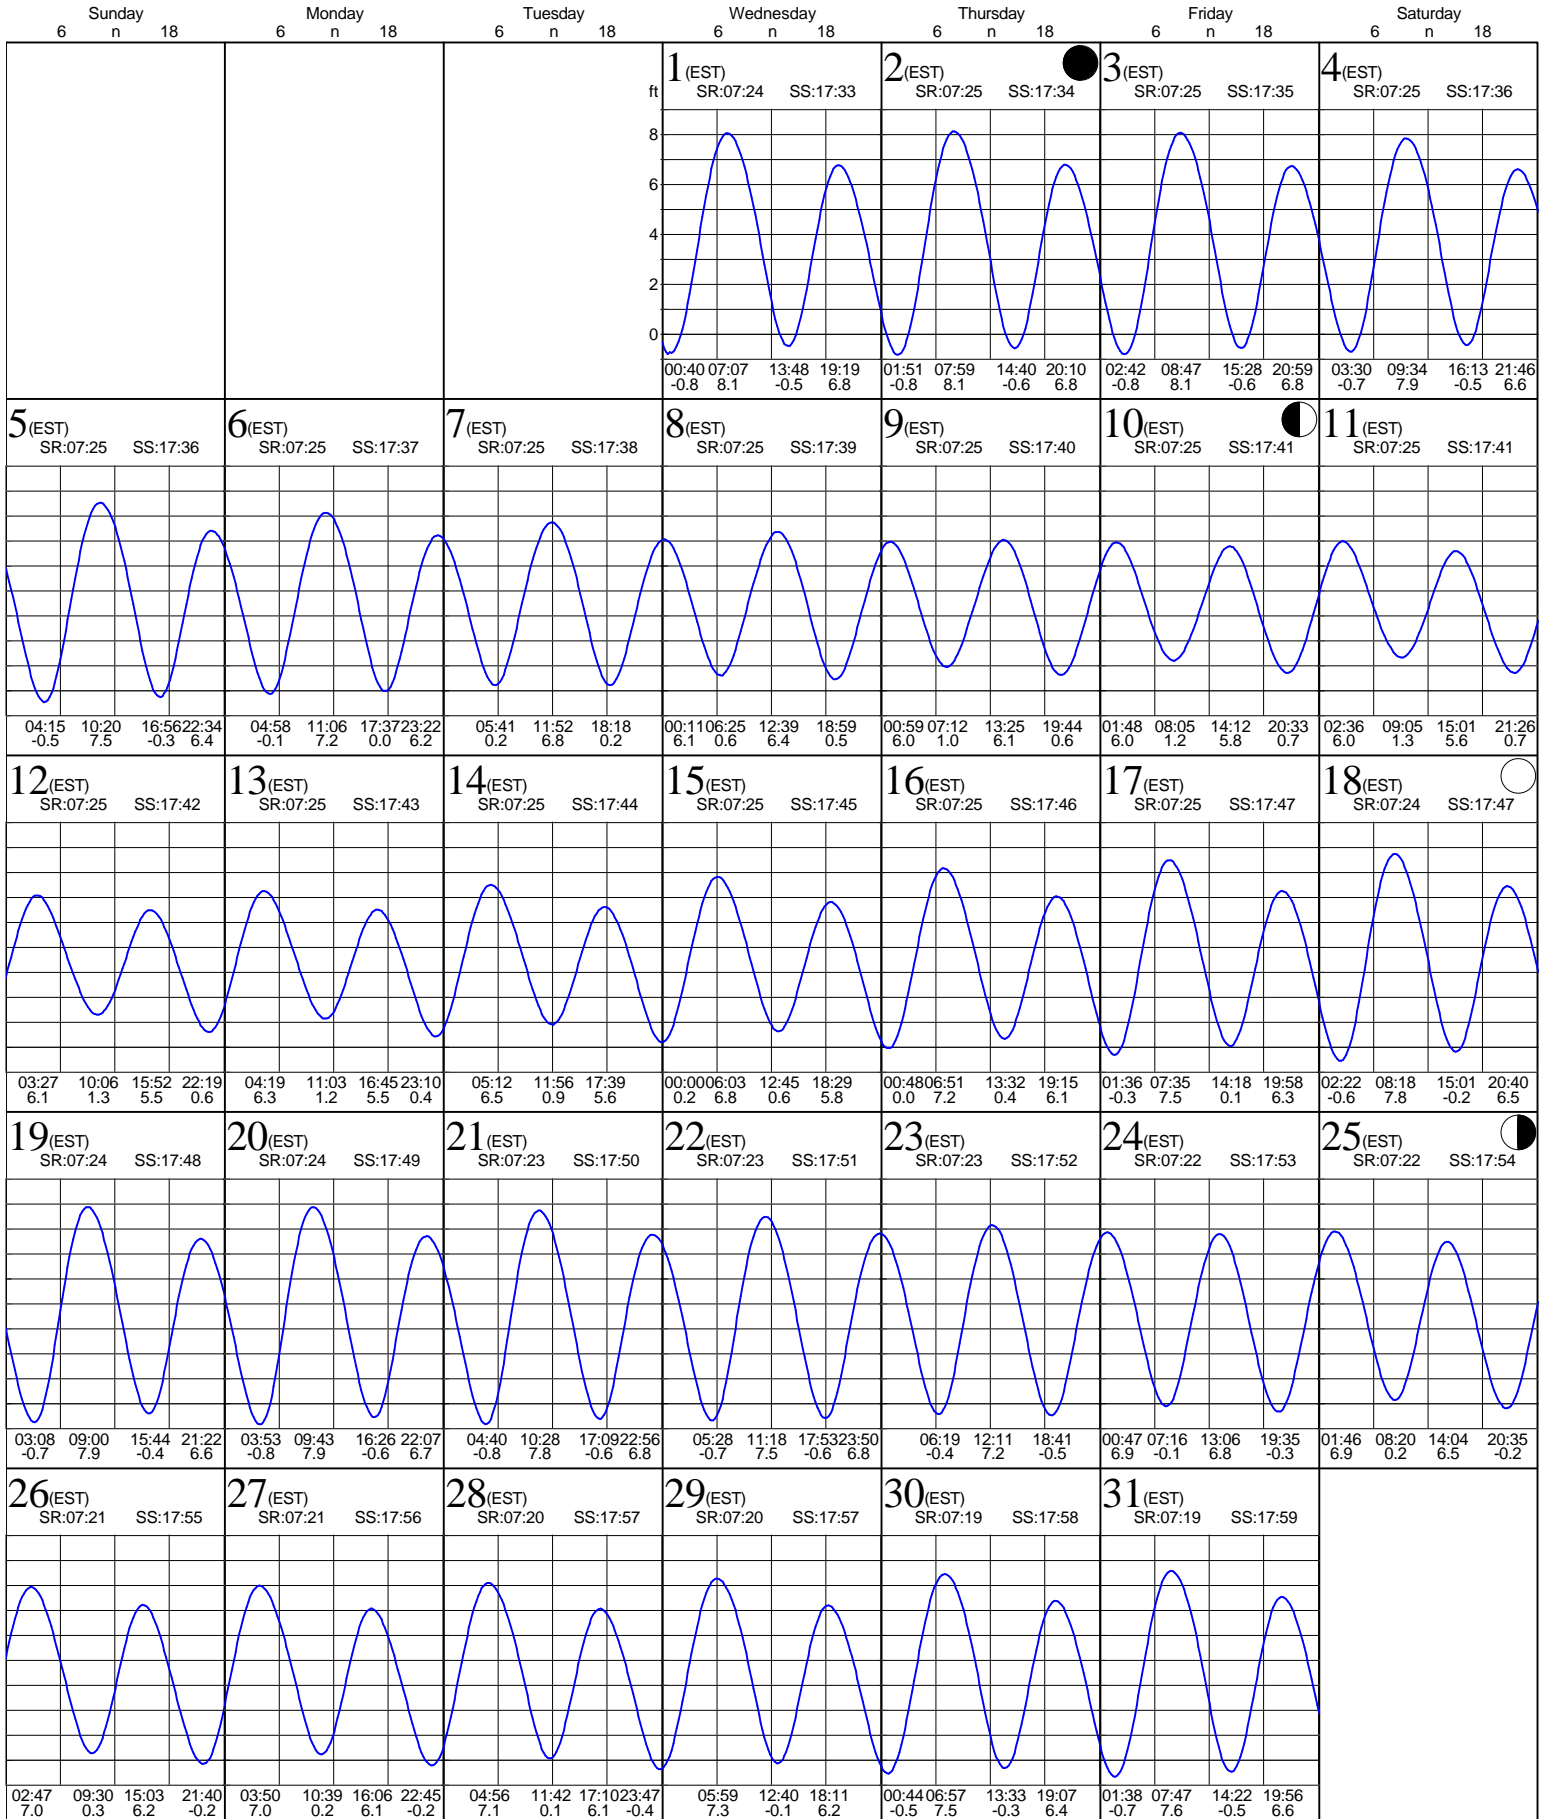 Sunday Monday Tuesday Wednesday Thursday Friday Saturday
6 n 18 6 n 18 6 n 18 6 n 18 6 n 18 6 n 18 6 n 18
1(EST) 2(EST) 3(EST) 4(EST)
ft SR:07:24 SS:17:33 SR:07:25 SS:17:34 SR:07:25 SS:17:35 SR:07:25 SS:17:36
8
6
4
2
0
00:40 07:07 13:48 19:19 01:51 07:59 14:40 20:10 02:42 08:47 15:28 20:59 03:30 09:34 16:13 21:46
-0.8 8.1 -0.5 6.8 -0.8 8.1 -0.6 6.8 -0.8 8.1 -0.6 6.8 -0.7 7.9 -0.5 6.6
5(EST) 6(EST) 7(EST) 8(EST) 9(EST) 10(EST) 11(EST)
SR:07:25 SS:17:36 SR:07:25 SS:17:37 SR:07:25 SS:17:38 SR:07:25 SS:17:39 SR:07:25 SS:17:40 SR:07:25 SS:17:41 SR:07:25 SS:17:41
04:15 10:20 16:56 22:34 04:58 11:06 17:37 23:22 05:41 11:52 18:18 00:11 06:25 12:39 18:59 00:59 07:12 13:25 19:44 01:48 08:05 14:12 20:33 02:36 09:05 15:01 21:26
-0.5 7.5 -0.3 6.4 -0.1 7.2 0.0 6.2 0.2 6.8 0.2 6.1 0.6 6.4 0.5 6.0 1.0 6.1 0.6 6.0 1.2 5.8 0.7 6.0 1.3 5.6 0.7
12(EST) 13(EST) 14(EST) 15(EST) 16(EST) 17(EST) 18(EST)
SR:07:25 SS:17:42 SR:07:25 SS:17:43 SR:07:25 SS:17:44 SR:07:25 SS:17:45 SR:07:25 SS:17:46 SR:07:25 SS:17:47 SR:07:24 SS:17:47
03:27 10:06 15:52 22:19 04:19 11:03 16:45 23:10 05:12 11:56 17:39 00:00 06:03 12:45 18:29 00:48 06:51 13:32 19:15 01:36 07:35 14:18 19:58 02:22 08:18 15:01 20:40
6.1 1.3 5.5 0.6 6.3 1.2 5.5 0.4 6.5 0.9 5.6 0.2 6.8 0.6 5.8 0.0 7.2 0.4 6.1 -0.3 7.5 0.1 6.3 -0.6 7.8 -0.2 6.5
19(EST) 20(EST) 21(EST) 22(EST) 23(EST) 24(EST) 25(EST)
SR:07:24 SS:17:48 SR:07:24 SS:17:49 SR:07:23 SS:17:50 SR:07:23 SS:17:51 SR:07:23 SS:17:52 SR:07:22 SS:17:53 SR:07:22 SS:17:54
03:08 09:00 15:44 21:22 03:53 09:43 16:26 22:07 04:40 10:28 17:09 22:56 05:28 11:18 17:53 23:50 06:19 12:11 18:41 00:47 07:16 13:06 19:35 01:46 08:20 14:04 20:35
-0.7 7.9 -0.4 6.6 -0.8 7.9 -0.6 6.7 -0.8 7.8 -0.6 6.8 -0.7 7.5 -0.6 6.8 -0.4 7.2 -0.5 6.9 -0.1 6.8 -0.3 6.9 0.2 6.5 -0.2
26(EST) 27(EST) 28(EST) 29(EST) 30(EST) 31(EST)
SR:07:21 SS:17:55 SR:07:21 SS:17:56 SR:07:20 SS:17:57 SR:07:20 SS:17:57 SR:07:19 SS:17:58 SR:07:19 SS:17:59
02:47 09:30 15:03 21:40 03:50 10:39 16:06 22:45 04:56 11:42 17:10 23:47 05:59 12:40 18:11 00:44 06:57 13:33 19:07 01:38 07:47 14:22 19:56
7.0 0.3 6.2 -0.2 7.0 0.2 6.1 -0.2 7.1 0.1 6.1 -0.4 7.3 -0.1 6.2 -0.5 7.5 -0.3 6.4 -0.7 7.6 -0.5 6.6